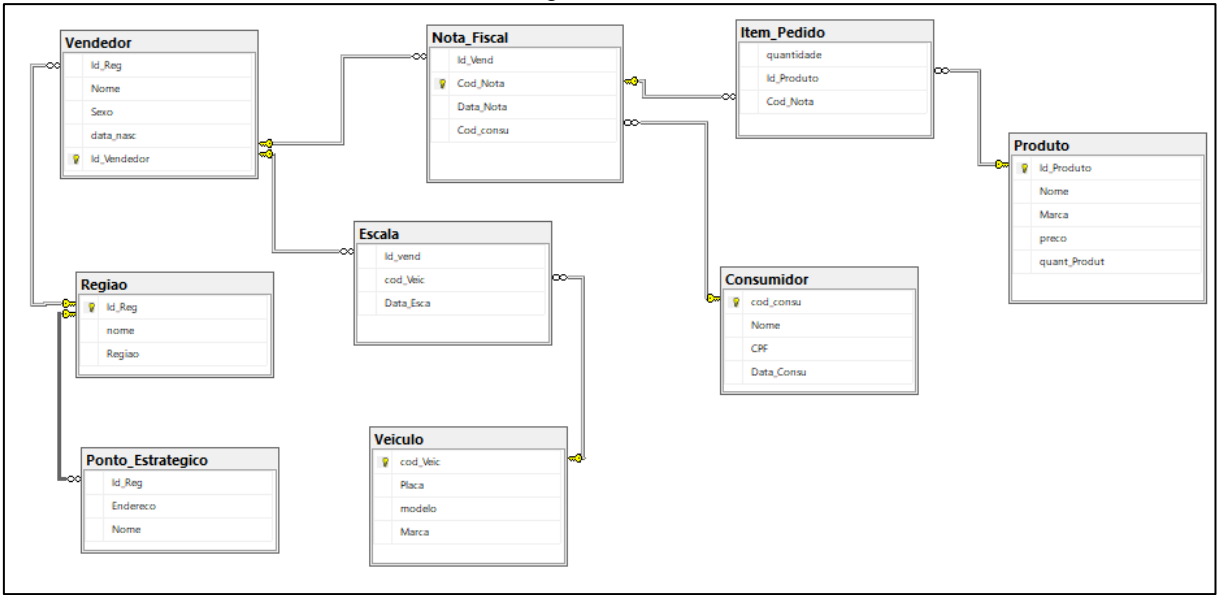 Vendedor
Id_Reg
Nome
Sexo
data_nasc
Id_Vendedor
Nota_Fiscal
Id_Vend
Cod_Nota
Data_Nota
Cod_consu
Item_Pedido
quantidade
Id_Produto
Cod_Nota
Produto
Id_Produto
Nome
Marca
preco
quant_Produt
Escala
Id_vend
cod_Veic
Data_Esca
Regiao
Id_Reg
nome
Regiao
Consumidor
cod_consu
Nome
CPF
Data_Consu
Ponto_Estrategico
Id_Reg
Endereco
Nome
Veiculo
cod_Veic
Placa
modelo
Marca